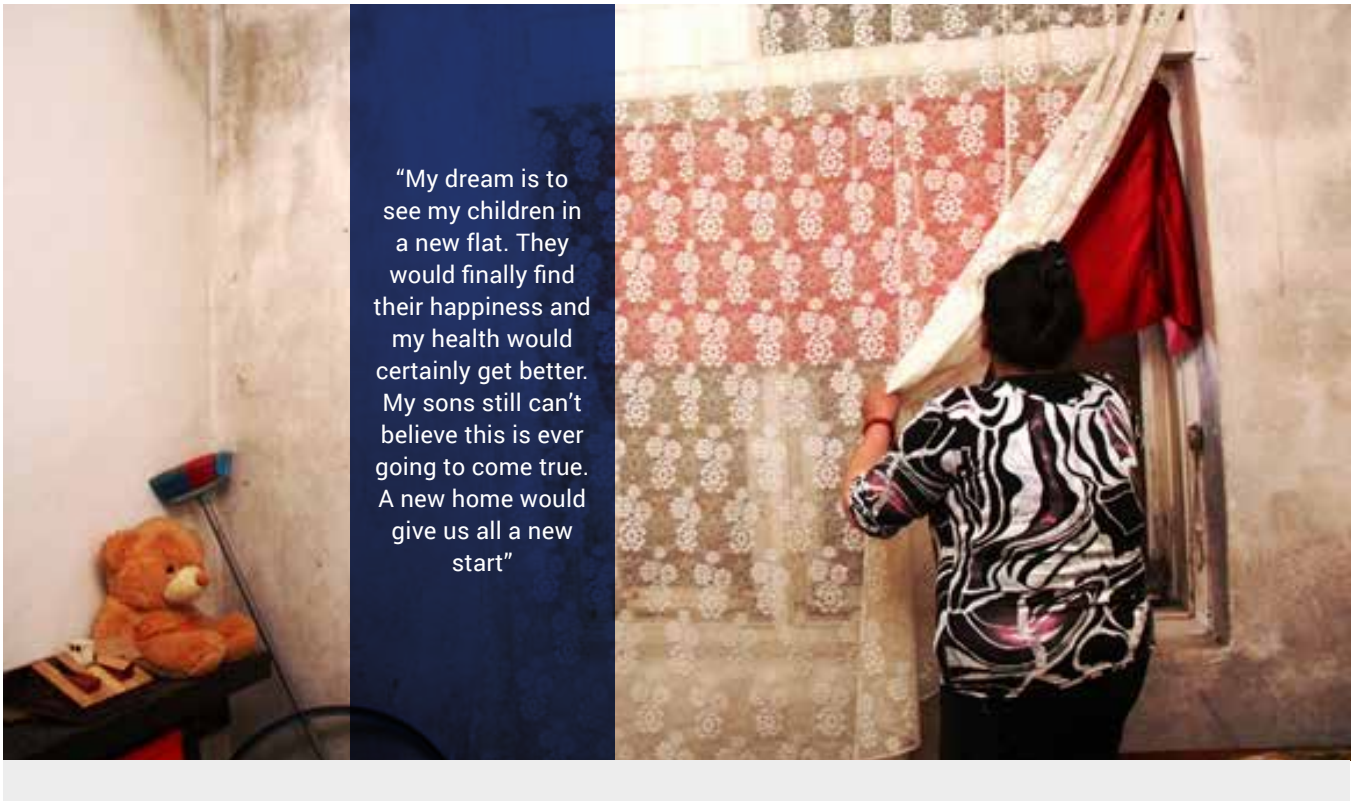 “My dream is to
see my children in
a new flat. They
would finally find
their happiness and
my health would
certainly get better.
My sons still can’t
believe this is ever
going to come true.
A new home would
give us all a new
start”